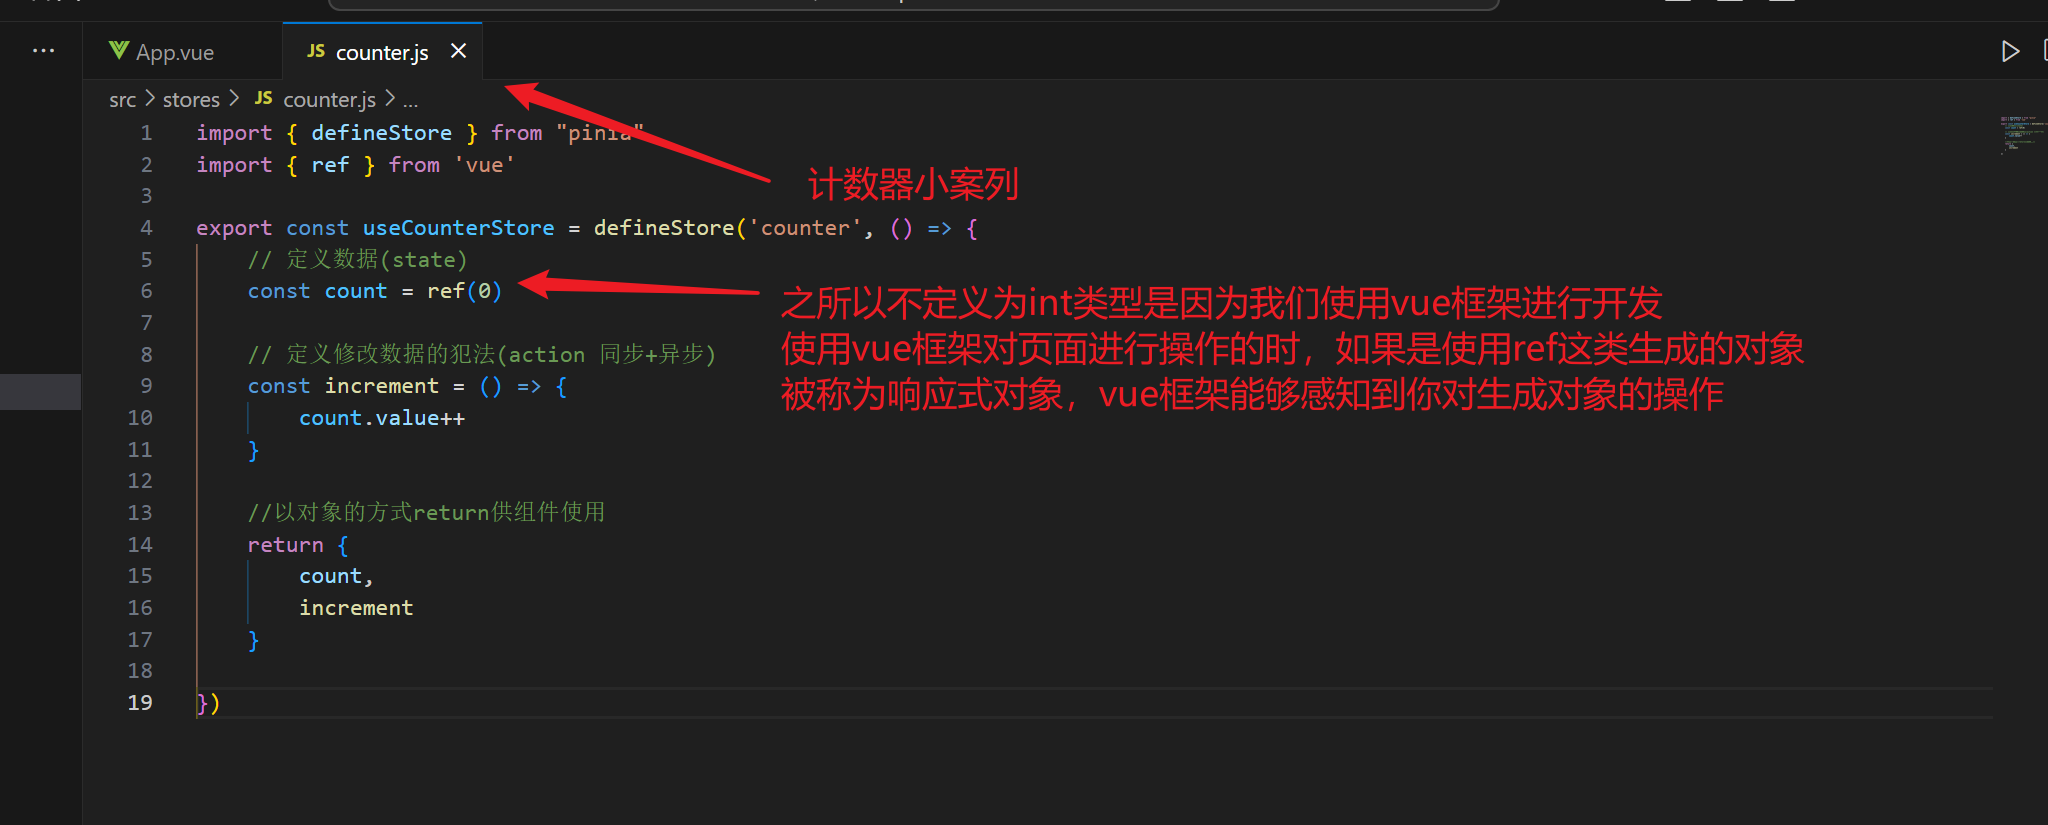 App.vue
JS counter.js ×
src > stores > JS counter.js > ...
1 import { defineStore } from "pinia"
2 import { ref } from 'vue'
计数器小案列
3
4 export const useCounterStore = defineStore('counter', () => {
5 // 定义数据(state)
6 const count = ref(0)
之所以不定义为int类型是因为我们使用vue框架进行开发
使用vue框架对页面进行操作的时，如果是使用ref这类生成的对象
被称为响应式对象，vue框架能够感知到你对生成对象的操作
7
8 // 定义修改数据的犯法(action 同步+异步)
9 const increment = () => {
10 count.value++
11 }
12
13 //以对象的方式return供组件使用
14 return {
15 count,
16 increment
17 }
18
19 })